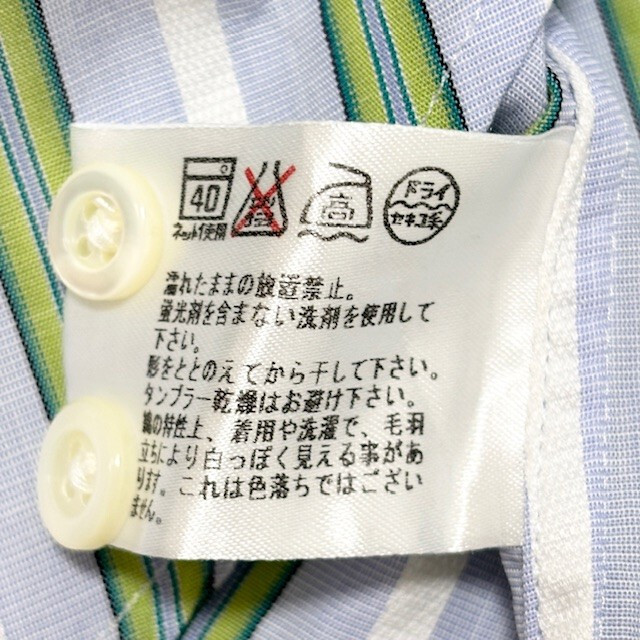 40
ネット使用
高
ドライ
セキユ系
濡れたままの放置禁止。
蛍光剤を含まない洗剤を使用して
下さい。
形をととのえてから干して下さい。
タンブラー乾燥はお避け下さい。
の特性上、着用や洗濯で、毛羽
立ちにより白っぽく見える事があ
ります。これは色落ちではござい
ません。